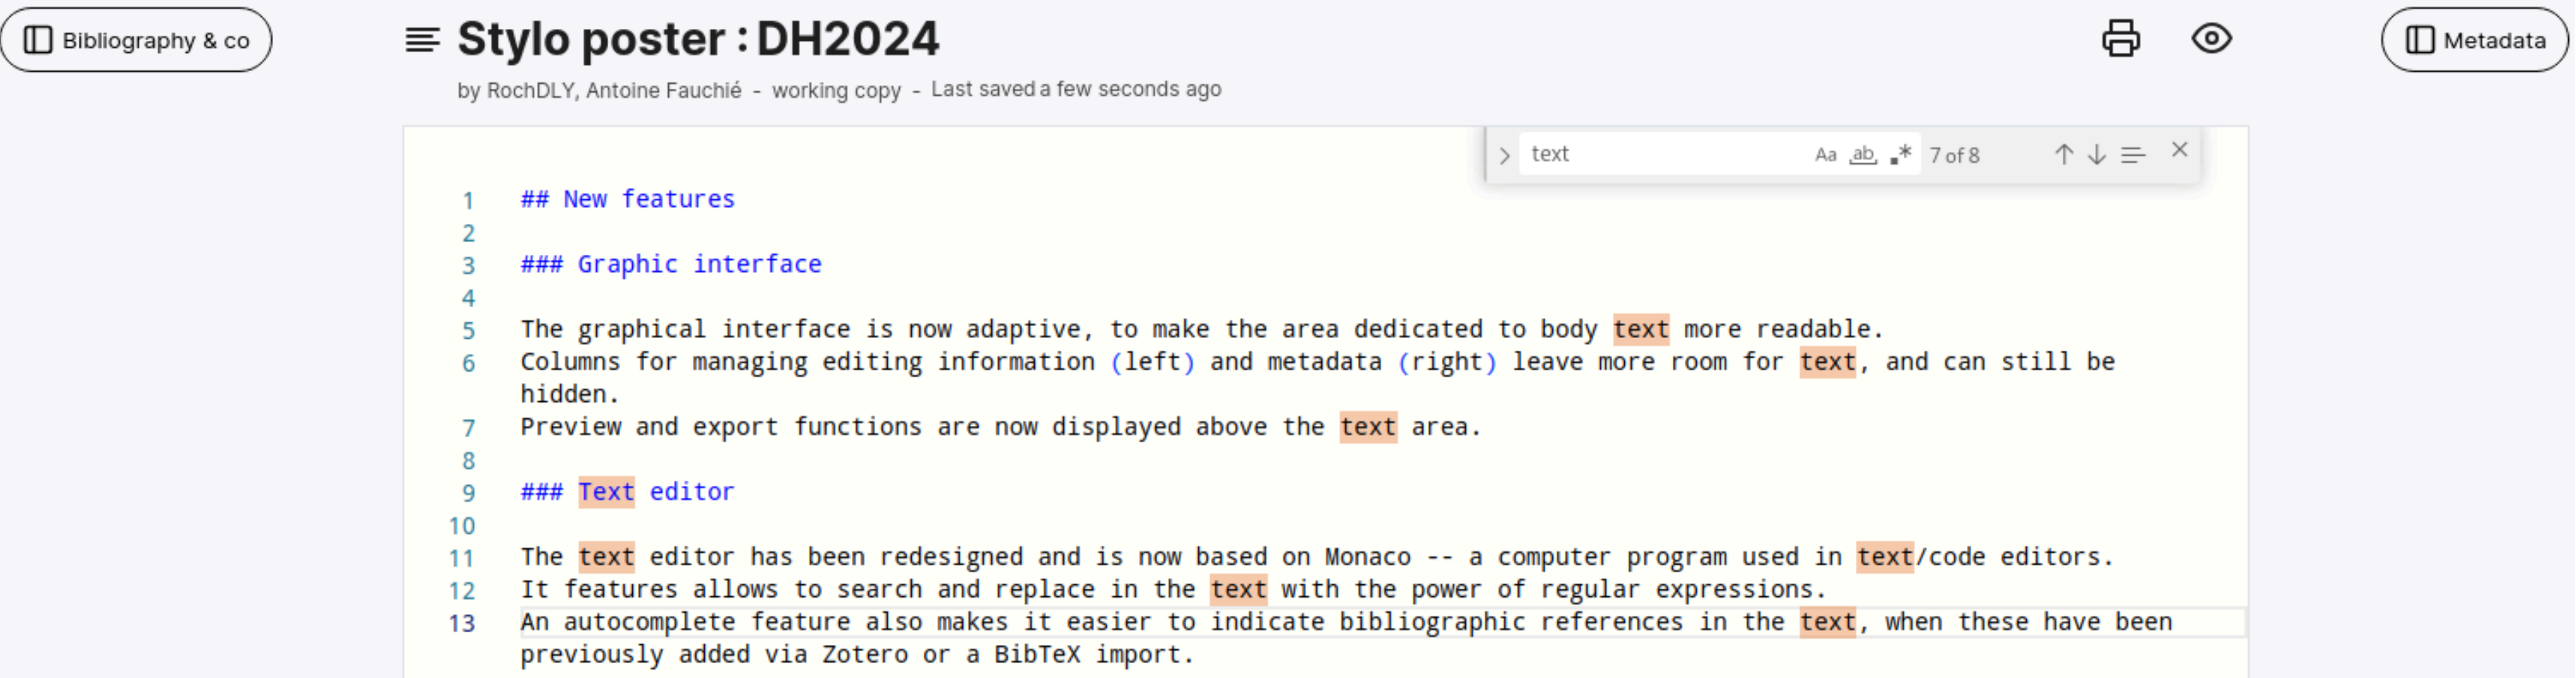 Bibliography & co
Stylo poster : DH2024
Metadata
by RochDLY, Antoine Fauchié - working copy - Last saved a few seconds ago
text Aa ab .* 7 of 8
1 ## New features
2
3 ### Graphic interface
4
5 The graphical interface is now adaptive, to make the area dedicated to body text more readable.
6 Columns for managing editing information (left) and metadata (right) leave more room for text, and can still be
hidden.
7 Preview and export functions are now displayed above the text area.
8
9 ### Text editor
10
11 The text editor has been redesigned and is now based on Monaco -- a computer program used in text/code editors.
12 It features allows to search and replace in the text with the power of regular expressions.
13 An autocomplete feature also makes it easier to indicate bibliographic references in the text, when these have been
previously added via Zotero or a BibTeX import.